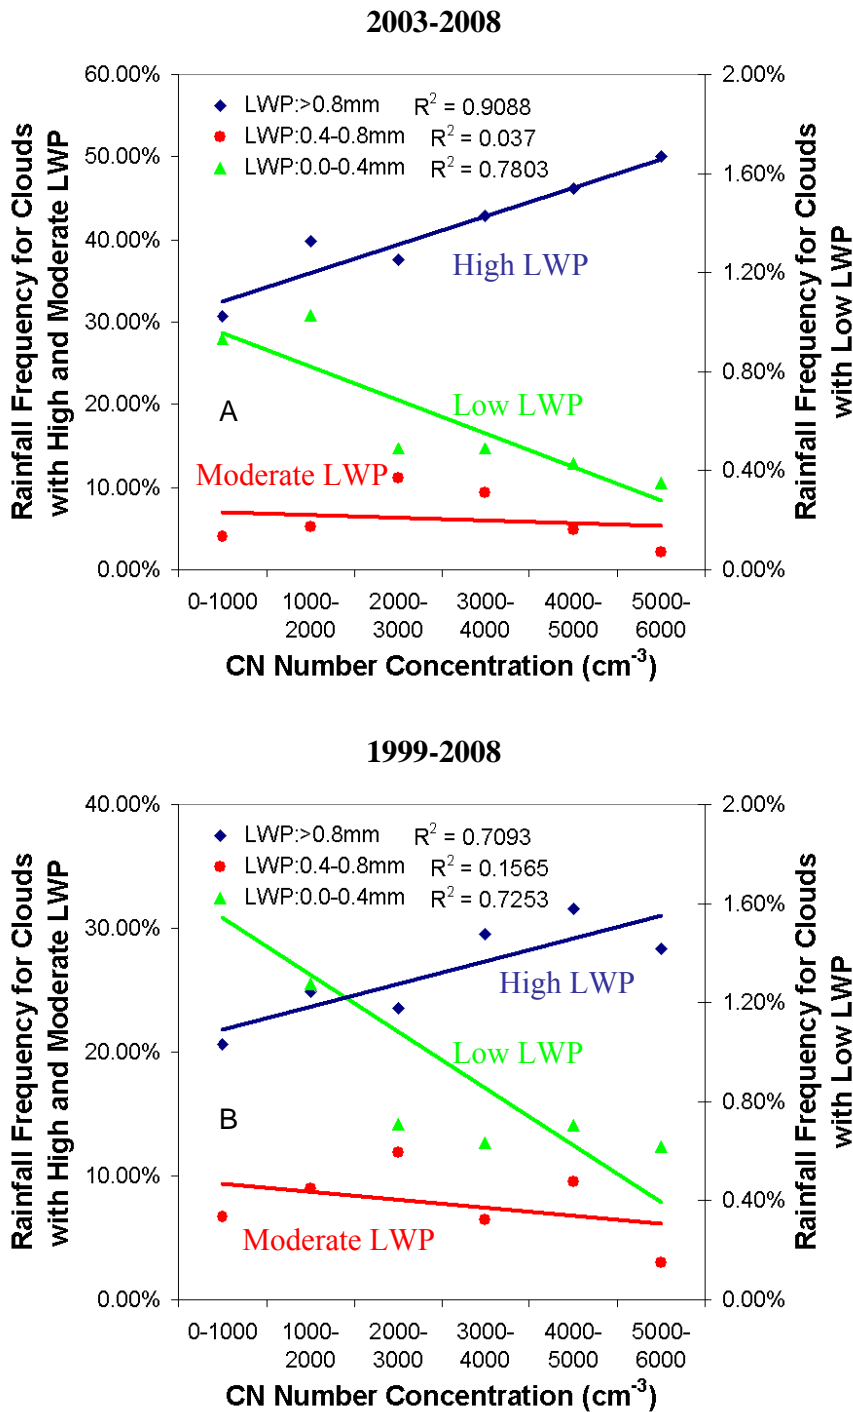 2003-2008
60.00%
50.00%
40.00%
30.00%
20.00%
10.00%
0.00%
Rainfall Frequency for Clouds
with High and Moderate LWP
LWP:>0.8mm R² = 0.9088
LWP:0.4-0.8mm R² = 0.037
LWP:0.0-0.4mm R² = 0.7803
High LWP
Low LWP
A
Moderate LWP
2.00%
1.60%
1.20%
0.80%
0.40%
0.00%
Rainfall Frequency for Clouds
with Low LWP
0-1000
1000-
2000
2000-
3000
3000-
4000
4000-
5000
5000-
6000
CN Number Concentration (cm⁻³)
1999-2008
40.00%
30.00%
20.00%
10.00%
0.00%
Rainfall Frequency for Clouds
with High and Moderate LWP
LWP:>0.8mm R² = 0.7093
LWP:0.4-0.8mm R² = 0.1565
LWP:0.0-0.4mm R² = 0.7253
High LWP
Low LWP
B
Moderate LWP
2.00%
1.60%
1.20%
0.80%
0.40%
0.00%
Rainfall Frequency for Clouds
with Low LWP
0-1000
1000-
2000
2000-
3000
3000-
4000
4000-
5000
5000-
6000
CN Number Concentration (cm⁻³)